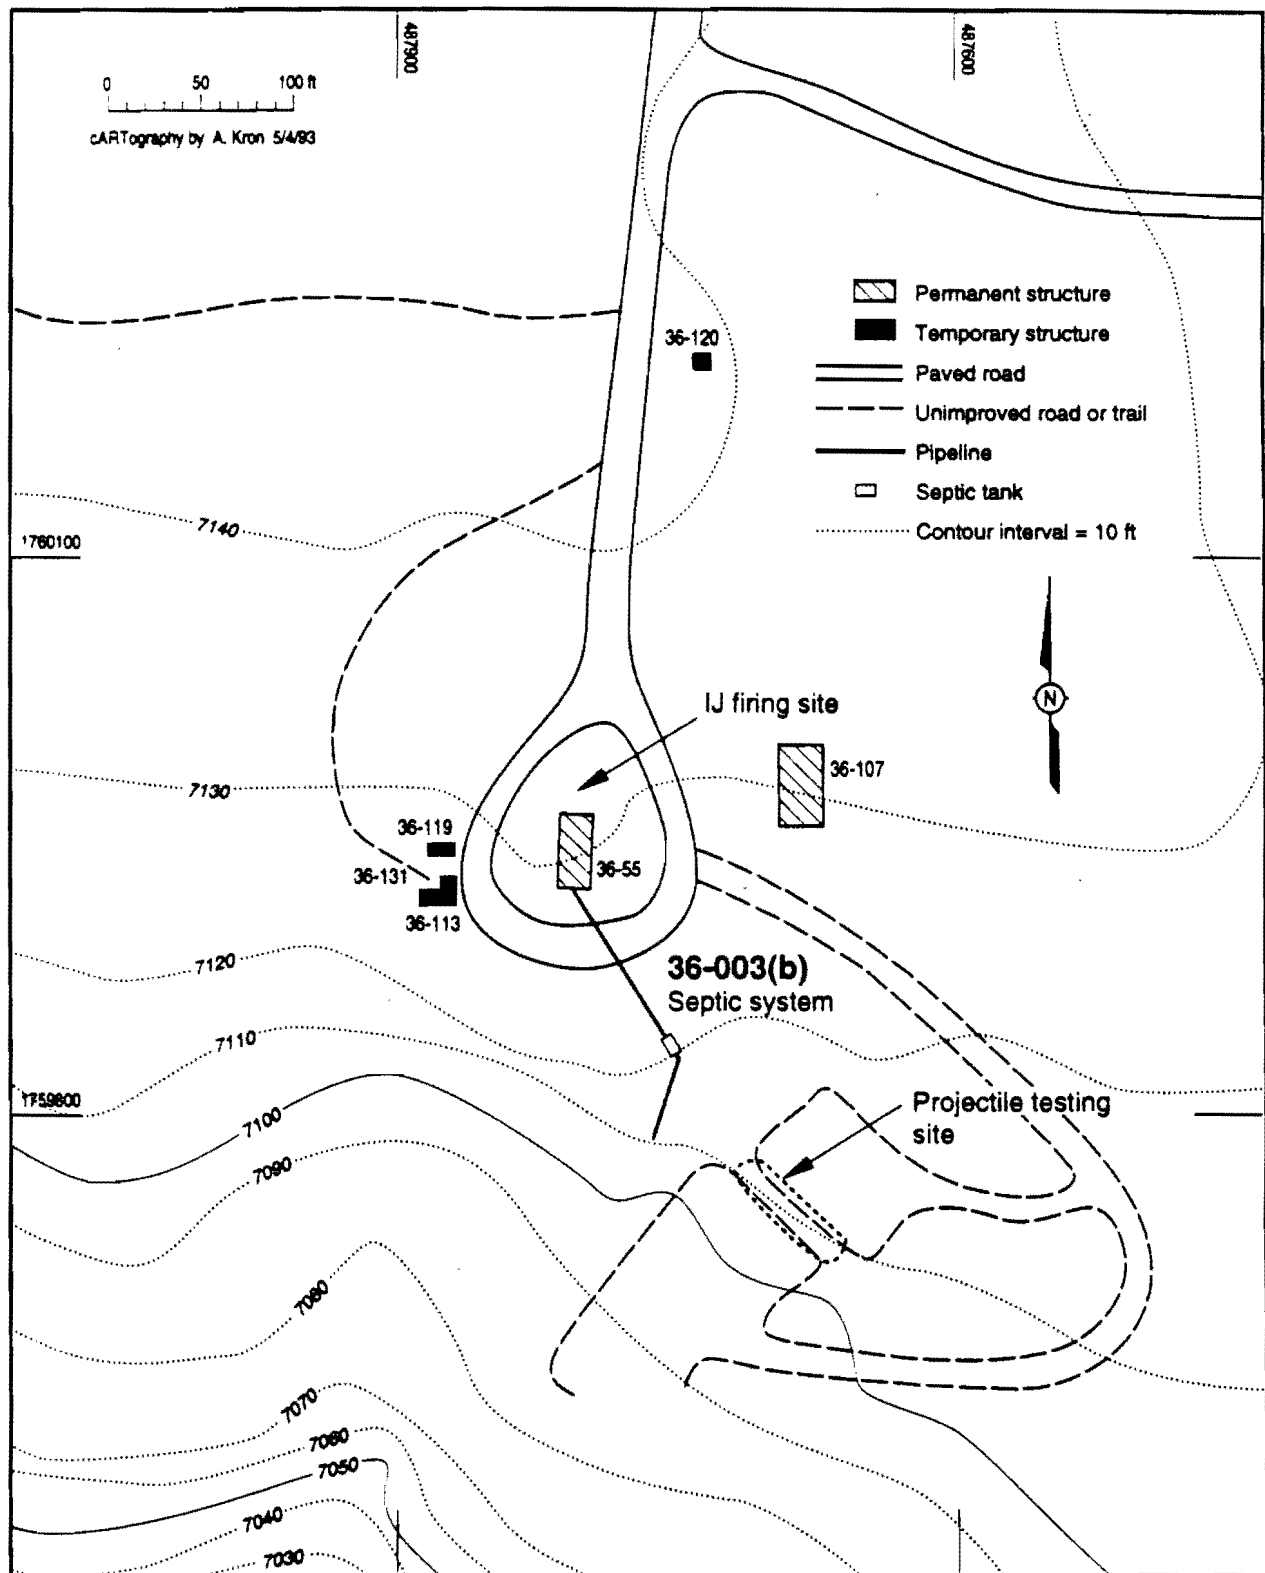 487900
487600
0 50 100 ft
cARTography by A. Kron 5/4/93
Permanent structure
36-120
Temporary structure
Paved road
Unimproved road or trail
Pipeline
Septic tank
7140
Contour interval = 10 ft
1760100
N
IJ firing site
36-107
7130
36-119
36-131
36-55
36-113
36-003(b)
7120
Septic system
7110
1759800
Projectile testing
site
7100
7090
7080
7070
7060
7050
7040
7030